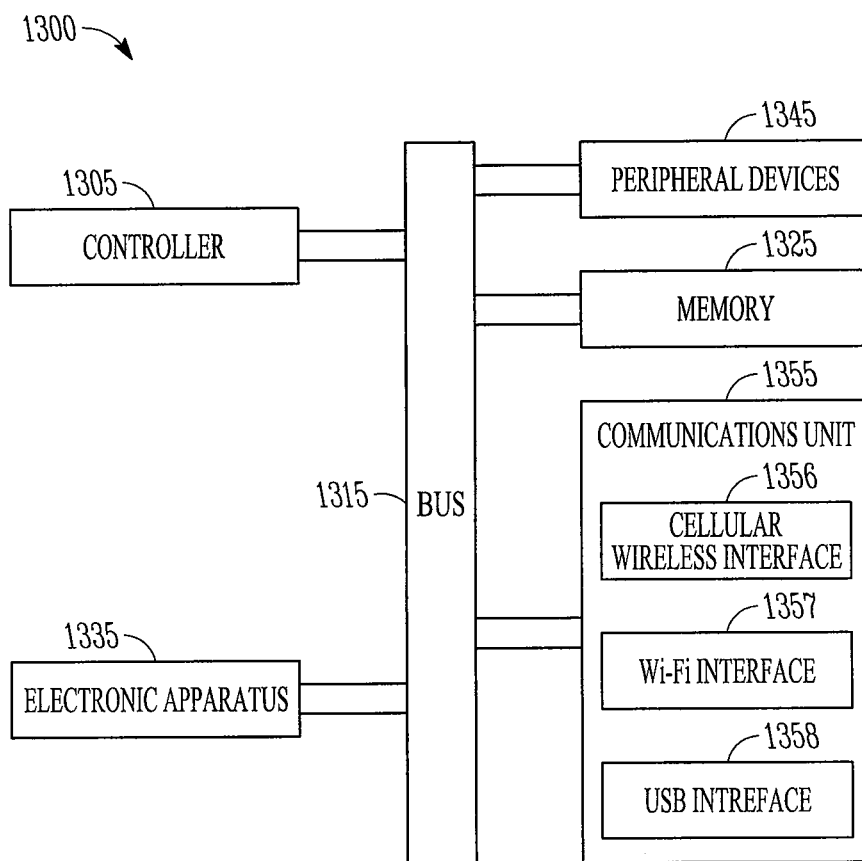 1300
1345
PERIPHERAL DEVICES
1305
CONTROLLER
1325
MEMORY
1355
COMMUNICATIONS UNIT
1315
BUS
1356
CELLULAR
WIRELESS INTERFACE
1357
Wi-Fi INTERFACE
1335
ELECTRONIC APPARATUS
1358
USB INTREFACE